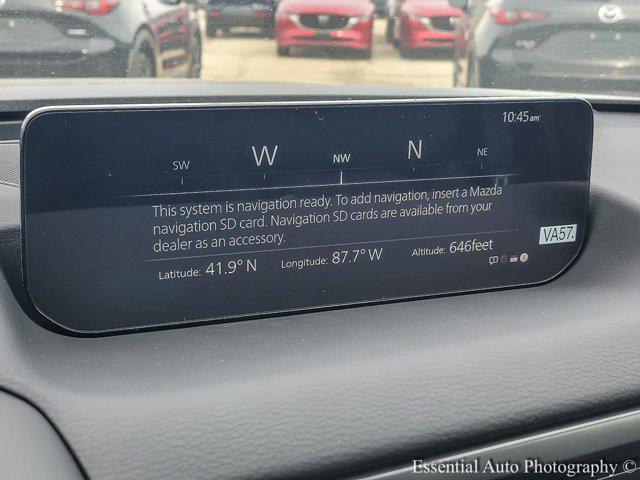 10:45 am
SW W NW N NE
This system is navigation ready. To add navigation, insert a Mazda
navigation SD card. Navigation SD cards are available from your
dealer as an accessory.
VA57.
Latitude: 41.9° N Longitude: 87.7° W Altitude: 646feet
Essential Auto Photography ©